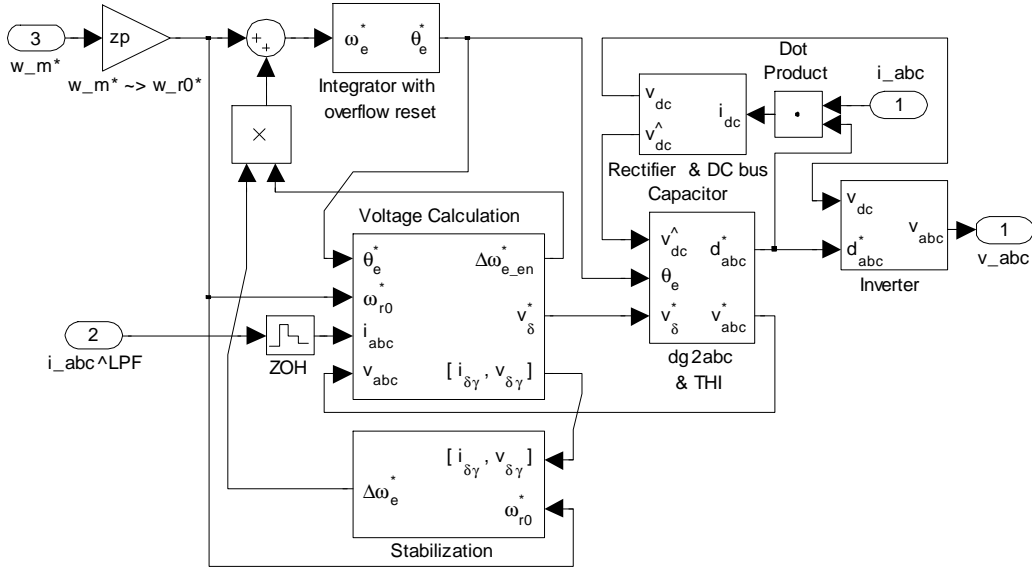 3
w_m*
zp
w_m* ~> w_r0*
+
+
ω*e θ*e
Integrator with
overflow reset
×
Dot
Product
i_abc
1
vdc
v^dc
idc
Rectifier & DC bus
Capacitor
vdc
d*abc
vabc
Inverter
1
v_abc
v^dc
θe
v*δ
d*abc
v*abc
dg2abc
& THI
Voltage Calculation
θ*e
ω*r0
iabc
vabc
Δω*e_en
v*δ
[ iδγ , vδγ ]
2
i_abc^LPF
ZOH
[ iδγ , vδγ ]
Δω*e
ω*r0
Stabilization